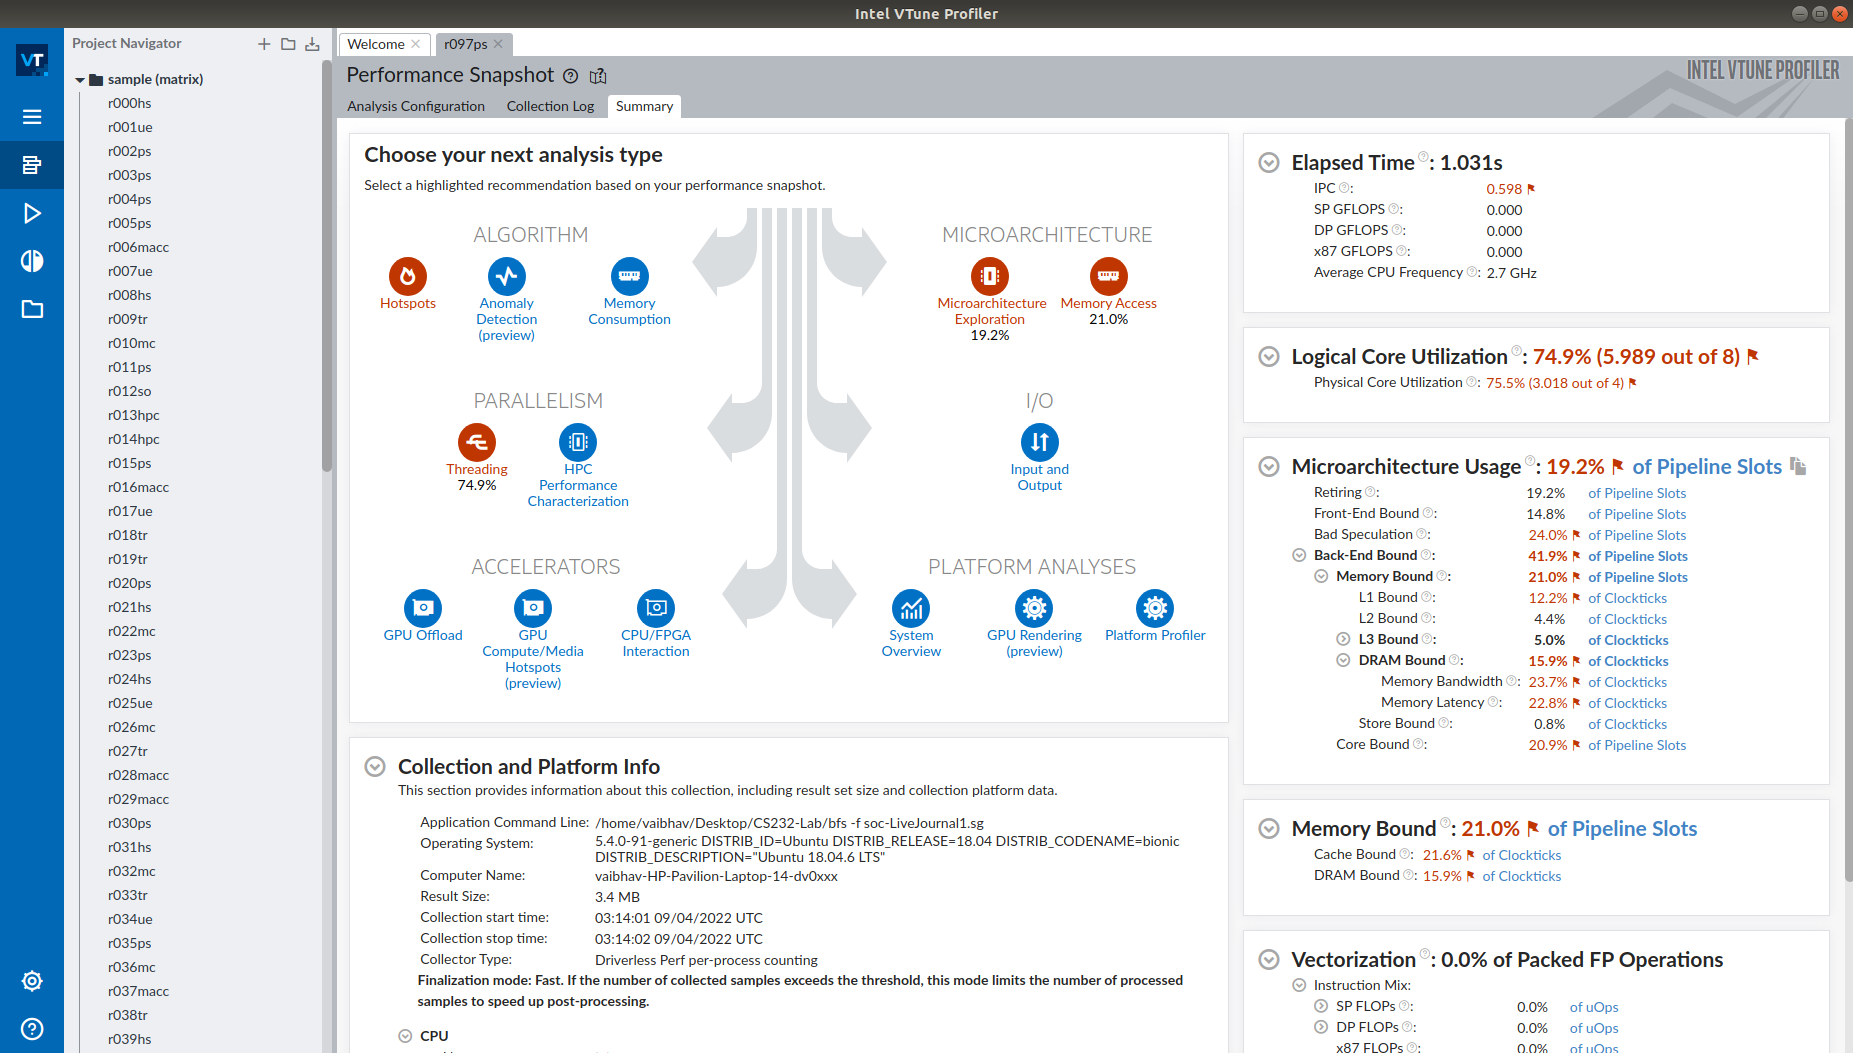 Intel VTune Profiler
VT
Project Navigator
sample (matrix)
r000hs
r001ue
r002ps
r003ps
r004ps
r005ps
r006macc
r007ue
r008hs
r009tr
r010mc
r011ps
r012so
r013hpc
r014hpc
r015ps
r016macc
r017ue
r018tr
r019tr
r020ps
r021hs
r022mc
r023ps
r024hs
r025ue
r026mc
r027tr
r028macc
r029macc
r030ps
r031hs
r032mc
r033tr
r034ue
r035ps
r036mc
r037macc
r038tr
r039hs
Welcome
r097ps
Performance Snapshot
INTEL VTUNE PROFILER
Analysis Configuration
Collection Log
Summary
Choose your next analysis type
Select a highlighted recommendation based on your performance snapshot.
ALGORITHM
Hotspots
Anomaly
Detection
(preview)
Memory
Consumption
MICROARCHITECTURE
Microarchitecture
Exploration
19.2%
Memory Access
21.0%
PARALLELISM
Threading
74.9%
HPC
Performance
Characterization
I/O
Input and
Output
ACCELERATORS
GPU Offload
GPU
Compute/Media
Hotspots
(preview)
CPU/FPGA
Interaction
PLATFORM ANALYSES
System
Overview
GPU Rendering
(preview)
Platform Profiler
Collection and Platform Info
This section provides information about this collection, including result set size and collection platform data.
Application Command Line: /home/vaibhav/Desktop/CS232-Lab/bfs -f soc-LiveJournal1.sg
Operating System: 5.4.0-91-generic DISTRIB_ID=Ubuntu DISTRIB_RELEASE=18.04 DISTRIB_CODENAME=bionic
DISTRIB_DESCRIPTION="Ubuntu 18.04.6 LTS"
Computer Name: vaibhav-HP-Pavilion-Laptop-14-dv0xxx
Result Size: 3.4 MB
Collection start time: 03:14:01 09/04/2022 UTC
Collection stop time: 03:14:02 09/04/2022 UTC
Collector Type: Driverless Perf per-process counting
Finalization mode: Fast. If the number of collected samples exceeds the threshold, this mode limits the number of processed
samples to speed up post-processing.
CPU
Elapsed Time : 1.031s
IPC : 0.598
SP GFLOPS : 0.000
DP GFLOPS : 0.000
x87 GFLOPS : 0.000
Average CPU Frequency : 2.7 GHz
Logical Core Utilization : 74.9% (5.989 out of 8)
Physical Core Utilization : 75.5% (3.018 out of 4)
Microarchitecture Usage : 19.2% of Pipeline Slots
Retiring : 19.2% of Pipeline Slots
Front-End Bound : 14.8% of Pipeline Slots
Bad Speculation : 24.0% of Pipeline Slots
Back-End Bound : 41.9% of Pipeline Slots
Memory Bound : 21.0% of Pipeline Slots
L1 Bound : 12.2% of Clockticks
L2 Bound : 4.4% of Clockticks
L3 Bound : 5.0% of Clockticks
DRAM Bound : 15.9% of Clockticks
Memory Bandwidth : 23.7% of Clockticks
Memory Latency : 22.8% of Clockticks
Store Bound : 0.8% of Clockticks
Core Bound : 20.9% of Pipeline Slots
Memory Bound : 21.0% of Pipeline Slots
Cache Bound : 21.6% of Clockticks
DRAM Bound : 15.9% of Clockticks
Vectorization : 0.0% of Packed FP Operations
Instruction Mix:
SP FLOPs : 0.0% of uOps
DP FLOPs : 0.0% of uOps
x87 FLOPs : 0.0% of uOps